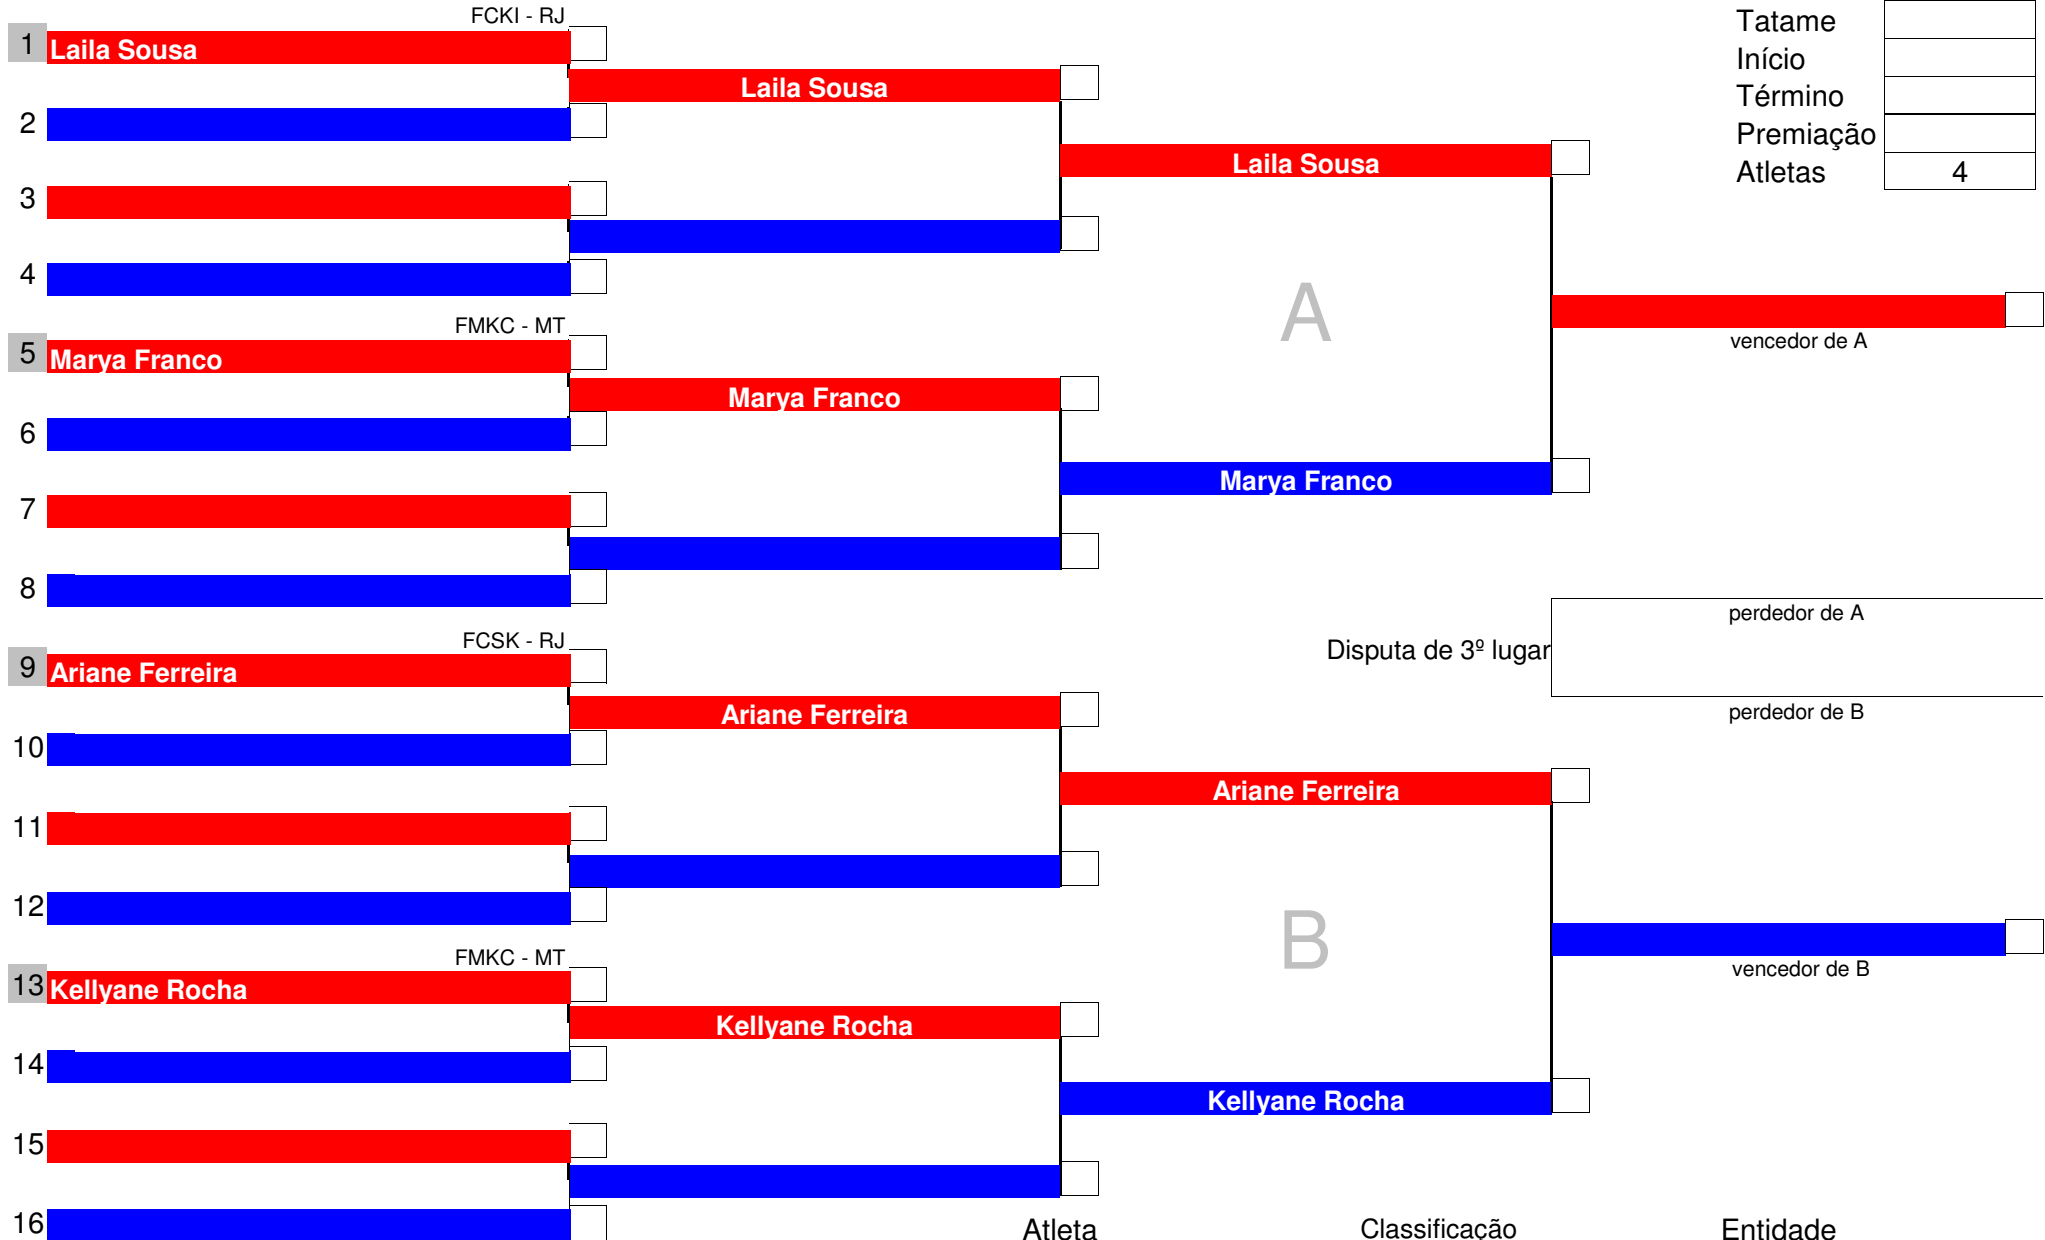 FCKI - RJ
1 Laila Sousa
Laila Sousa
2
Laila Sousa
3
4
Tatame
Início
Término
Premiação
Atletas 4
FMKC - MT
5 Marya Franco
Marya Franco
6
Marya Franco
7
8
A
vencedor de A
perdedor de A
Disputa de 3º lugar
perdedor de B
FCSK - RJ
9 Ariane Ferreira
Ariane Ferreira
10
Ariane Ferreira
11
12
B
vencedor de B
FMKC - MT
13 Kellyane Rocha
Kellyane Rocha
14
Kellyane Rocha
15
16
Atleta Classificação Entidade